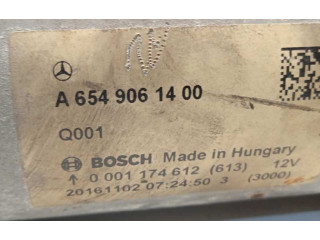 A 654 906 14 00
Q001
BOSCH Made in Hungary
0 001 174 612 (613) 12V
20161102 07:24:50 3 (3000)